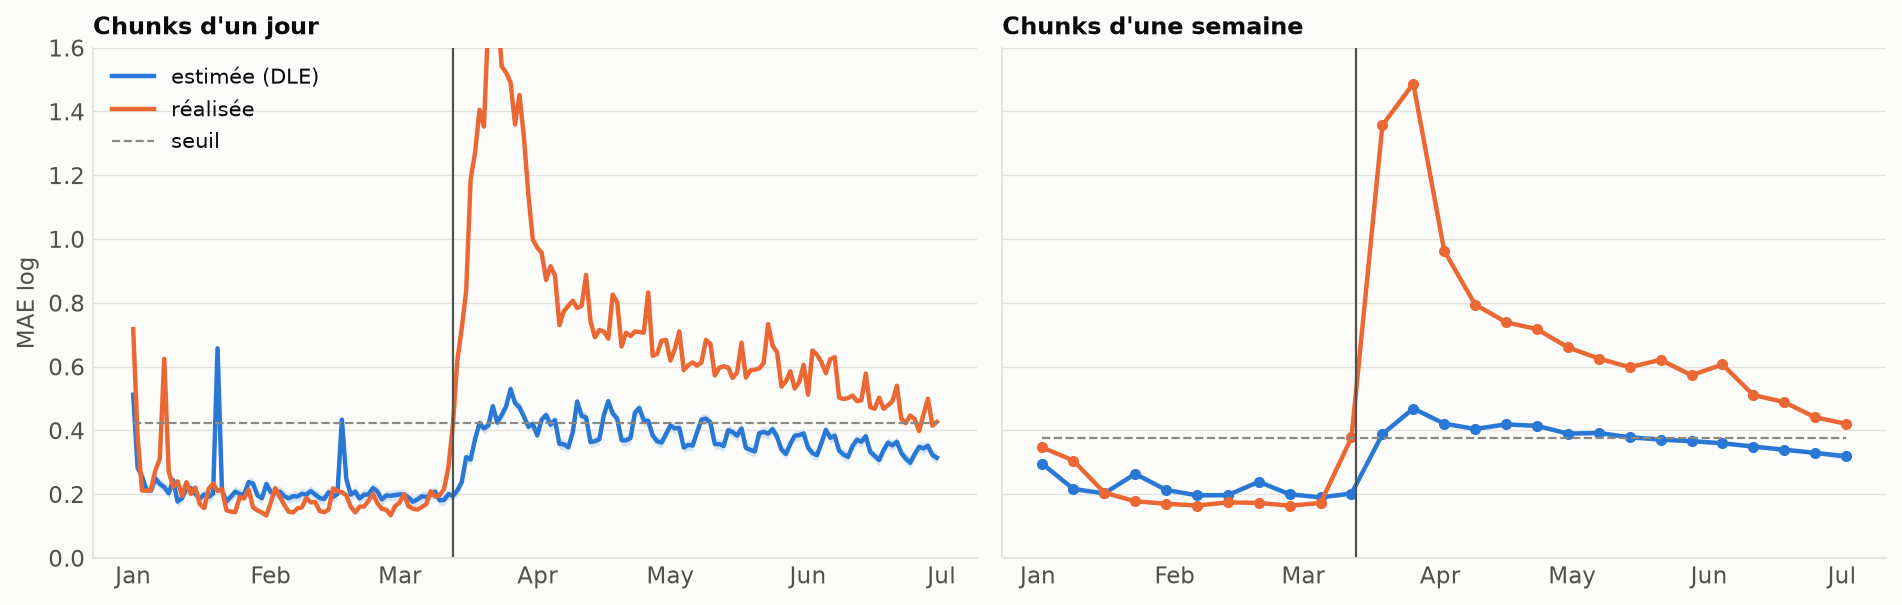 Chunks d'un jour
MAE log
1.6
1.4
1.2
1.0
0.8
0.6
0.4
0.2
0.0
estimée (DLE)
réalisée
seuil
Jan Feb Mar Apr May Jun Jul
Chunks d'une semaine
Jan Feb Mar Apr May Jun Jul